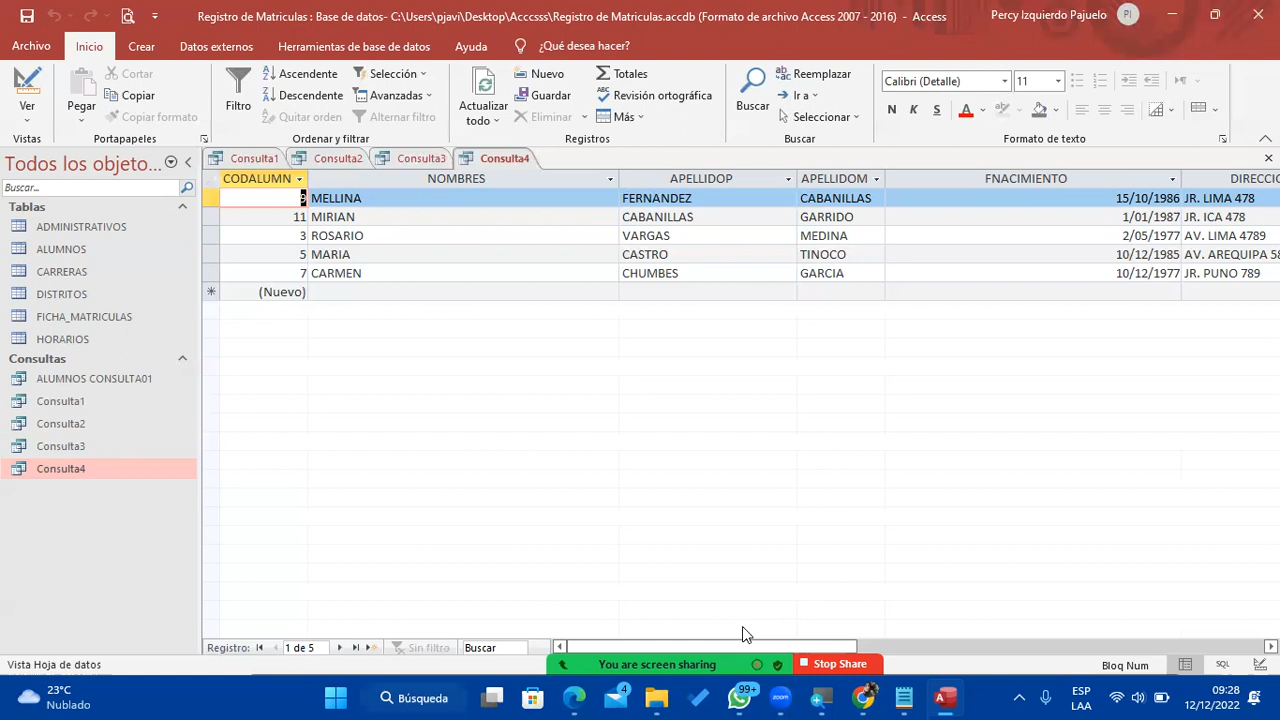 Registro de Matriculas : Base de datos- C:\Users\pjavi\Desktop\Acccsss\Registro de Matriculas.accdb (Formato de archivo Access 2007 - 2016) - Access
Percy Izquierdo Pajuelo PI
Archivo Inicio Crear Datos externos Herramientas de base de datos Ayuda ¿Qué desea hacer?
Ver
Vistas
Pegar
Cortar
Copiar
Copiar formato
Portapapeles
Filtro
Ascendente
Descendente
Quitar orden
Selección
Avanzadas
Alternar filtro
Ordenar y filtrar
Actualizar
todo
Nuevo
Guardar
Eliminar
Totales
Revisión ortográfica
Más
Registros
Buscar
Reemplazar
Ir a
Seleccionar
Buscar
Calibri (Detalle) 11
N K S A
Formato de texto
Todos los objeto...
Buscar...
Tablas
ADMINISTRATIVOS
ALUMNOS
CARRERAS
DISTRITOS
FICHA_MATRICULAS
HORARIOS
Consultas
ALUMNOS CONSULTA01
Consulta1
Consulta2
Consulta3
Consulta4
Consulta1 Consulta2 Consulta3 Consulta4
CODALUMN NOMBRES APELLIDOP APELLIDOM FNACIMIENTO DIRECCIO
9 MELLINA FERNANDEZ CABANILLAS 15/10/1986 JR. LIMA 478
11 MIRIAN CABANILLAS GARRIDO 1/01/1987 JR. ICA 478
3 ROSARIO VARGAS MEDINA 2/05/1977 AV. LIMA 4789
5 MARIA CASTRO TINOCO 10/12/1985 AV. AREQUIPA 58
7 CARMEN CHUMBES GARCIA 10/12/1977 JR. PUNO 789
(Nuevo)
Registro: 1 de 5 Sin filtro Buscar
Vista Hoja de datos
You are screen sharing Stop Share
Bloq Num SQL
23°C
Nublado
Búsqueda
4
99+
ESP
LAA
09:28
12/12/2022